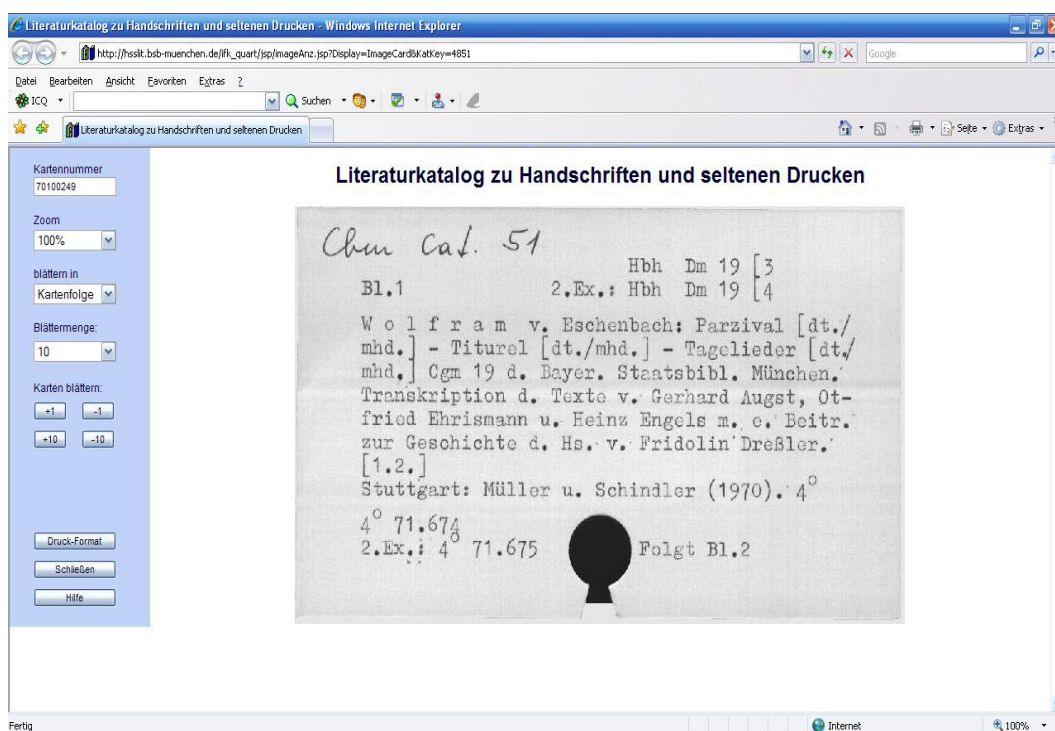 Literaturkatalog zu Handschriften und seltenen Drucken - Windows Internet Explorer
http://hsslit.bsb-muenchen.de/ifk_quart/jsp/imageAnz.jsp?Display=ImageCard&KatKey=4851
Google
Datei Bearbeiten Ansicht Favoriten Extras ?
ICQ
Suchen
Literaturkatalog zu Handschriften und seltenen Drucken
Seite
Extras
Kartennummer
70100249
Zoom
100%
blättern in
Kartenfolge
Blättermenge:
10
Karten blättern:
+1 -1
+10 -10
Druck-Format
Schließen
Hilfe
Literaturkatalog zu Handschriften und seltenen Drucken
Cat. 51
Hbh Dm 19 [3
Bl.1 2.Ex.: Hbh Dm 19 [4
W o l f r a m v. Eschenbach: Parzival [dt./
mhd.] - Titurel [dt./mhd.] - Tagelieder [dt./
mhd.] Cgm 19 d. Bayer. Staatsbibl. München.
Transkription d. Texte v. Gerhard Augst, Ot-
fried Ehrismann u. Heinz Engels m. e. Beitr.
zur Geschichte d. Hs. v. Fridolin Dreßler.
[1.2.]
Stuttgart: Müller u. Schindler (1970). 4°
4° 71.674
2.Ex.: 4° 71.675 Folgt Bl.2
Fertig
Internet
100%